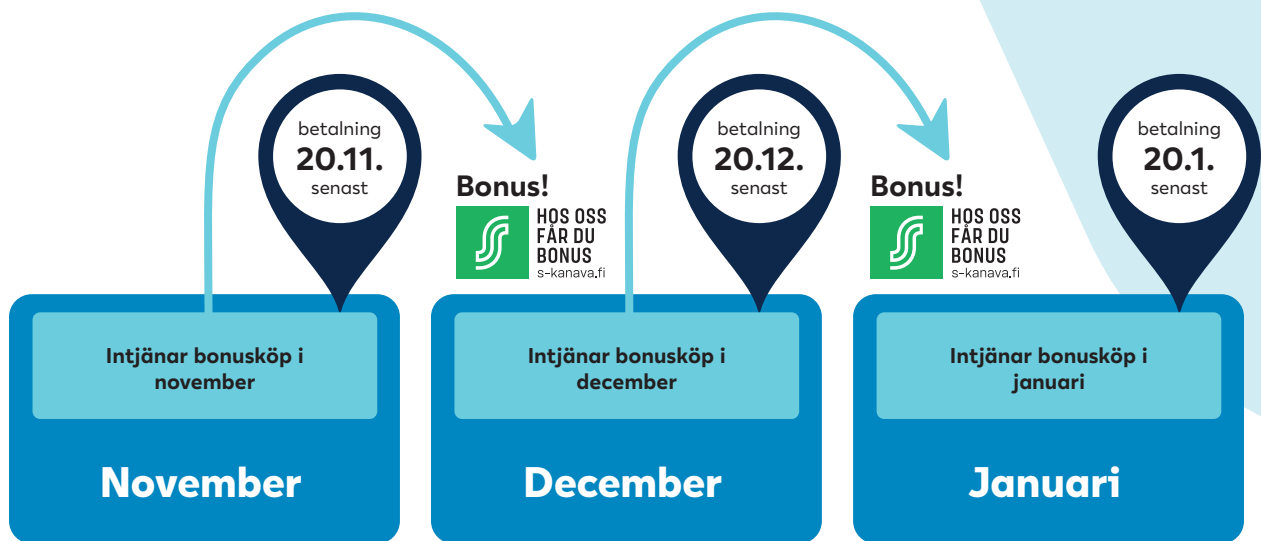 betalning
20.11.
senast
betalning
20.12.
senast
betalning
20.1.
senast
Bonus!
HOS OSS
FÅR DU
BONUS
s-kanava.fi
Bonus!
HOS OSS
FÅR DU
BONUS
s-kanava.fi
Intjänar bonusköp i
november
Intjänar bonusköp i
december
Intjänar bonusköp i
januari
November
December
Januari